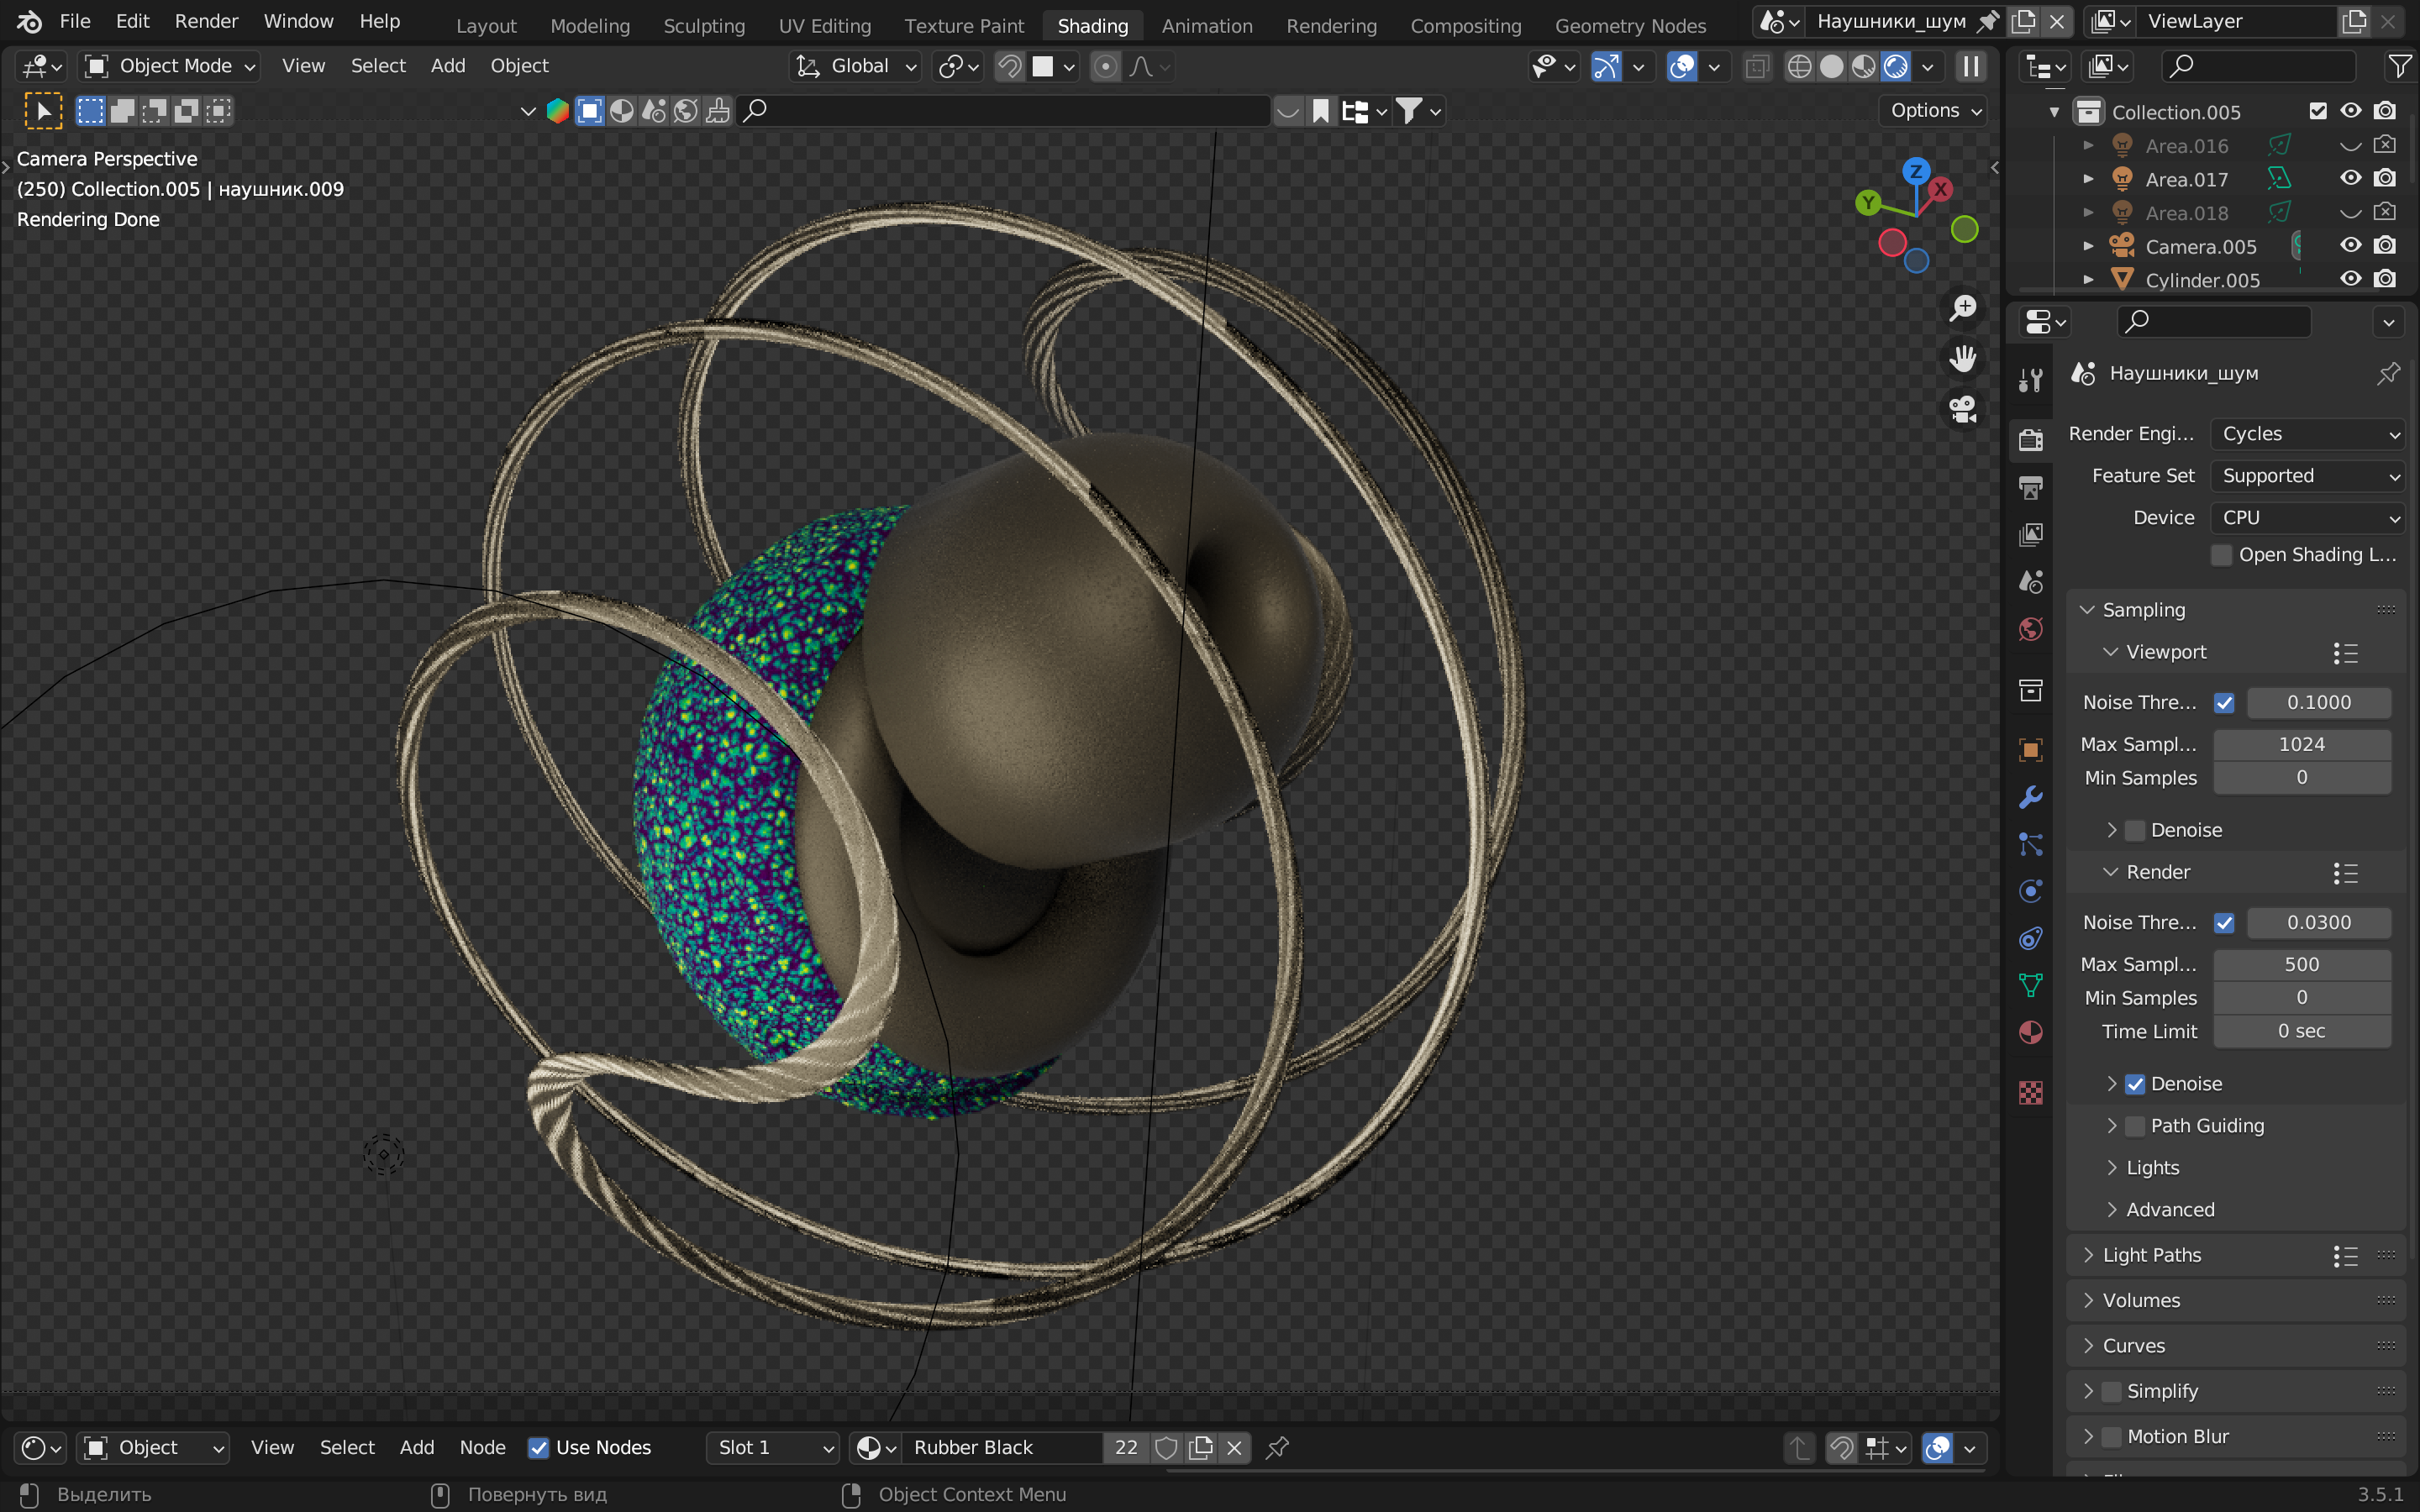 File Edit Render Window Help Layout Modeling Sculpting UV Editing Texture Paint Shading Animation Rendering Compositing Geometry Nodes Наушники_шум ViewLayer
Object Mode View Select Add Object Global
Options
Camera Perspective
(250) Collection.005 | наушник.009
Rendering Done
Z
X
Y
Collection.005
Area.016
Area.017
Area.018
Camera.005
Cylinder.005
Наушники_шум
Render Engi... Cycles
Feature Set Supported
Device CPU
Open Shading L...
Sampling
Viewport
Noise Thre... 0.1000
Max Sampl... 1024
Min Samples 0
Denoise
Render
Noise Thre... 0.0300
Max Sampl... 500
Min Samples 0
Time Limit 0 sec
Denoise
Path Guiding
Lights
Advanced
Light Paths
Volumes
Curves
Simplify
Motion Blur
Object View Select Add Node Use Nodes Slot 1 Rubber Black 22
Выделить Повернуть вид Object Context Menu 3.5.1